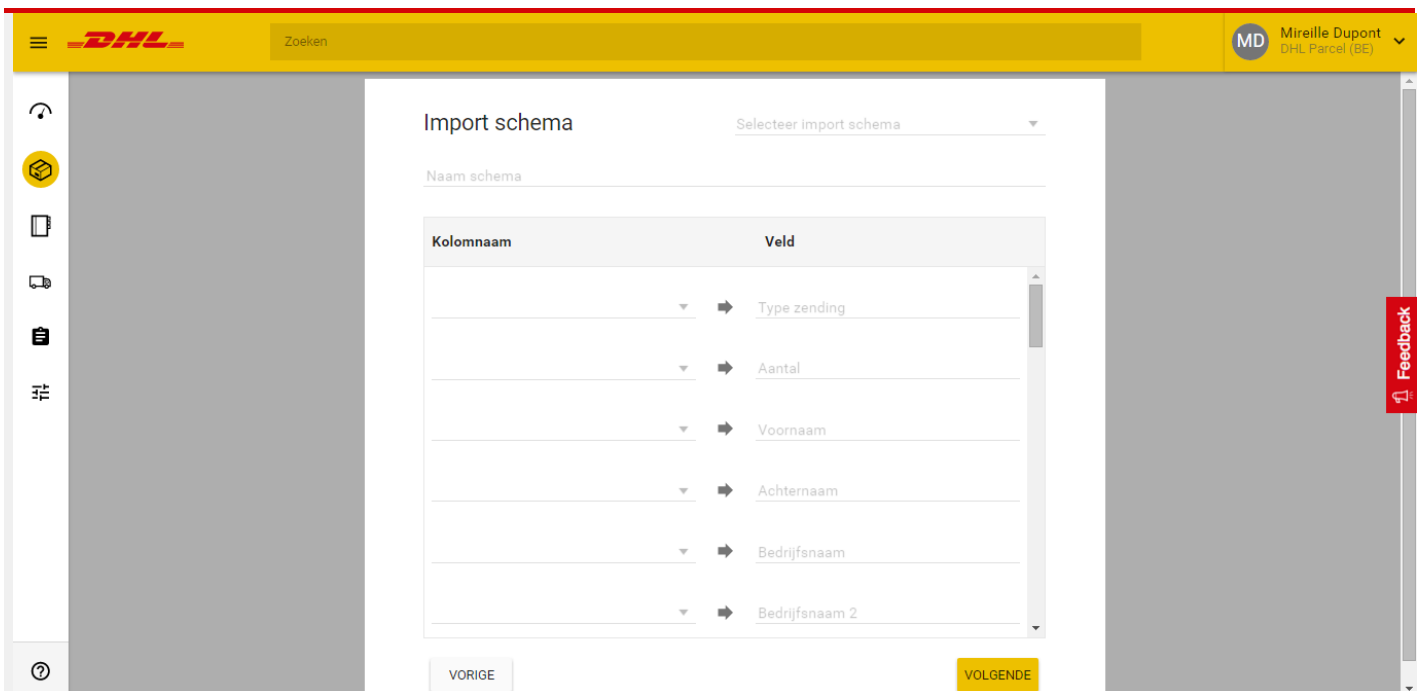 DHL
Zoeken
MD
Mireille Dupont
DHL Parcel (BE)
Import schema
Selecteer import schema
Naam schema
Kolomnaam
Veld
Type zending
Aantal
Voornaam
Achternaam
Bedrijfsnaam
Bedrijfsnaam 2
VORIGE
VOLGENDE
Feedback